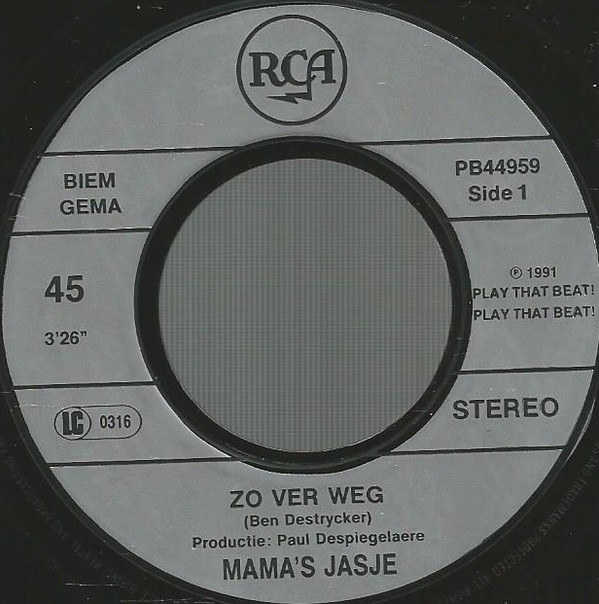 RCA
BIEM
GEMA
PB44959
Side 1
45
3'26"
℗ 1991
PLAY THAT BEAT!
PLAY THAT BEAT!
LC 0316
STEREO
ZO VER WEG
(Ben Destrycker)
Productie: Paul Despiegelaere
MAMA'S JASJE